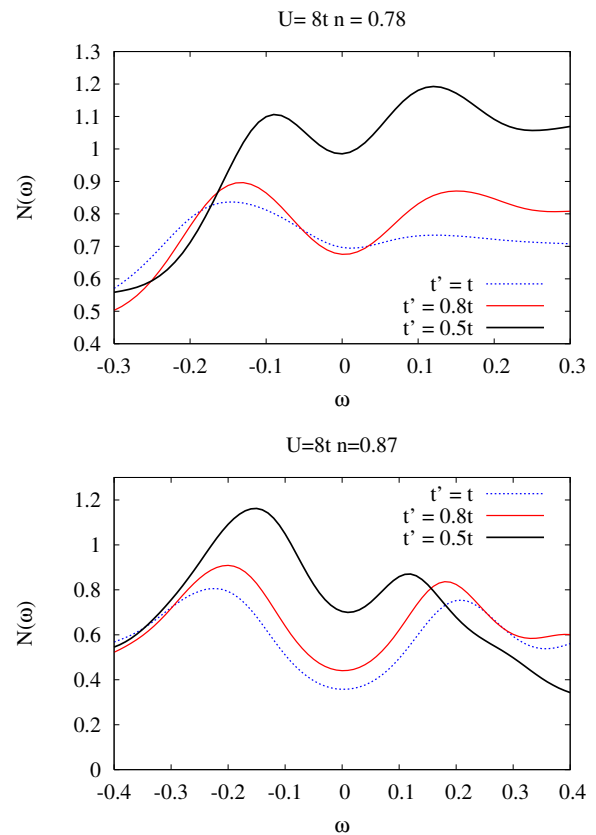 U= 8t n = 0.78
1.3
1.2
1.1
1
0.9
0.8
0.7
0.6
0.5
0.4
N(ω)
t' = t
t' = 0.8t
t' = 0.5t
-0.3 -0.2 -0.1 0 0.1 0.2 0.3
ω
U=8t n=0.87
1.2
1
0.8
0.6
0.4
0.2
0
N(ω)
t' = t
t' = 0.8t
t' = 0.5t
-0.4 -0.3 -0.2 -0.1 0 0.1 0.2 0.3 0.4
ω